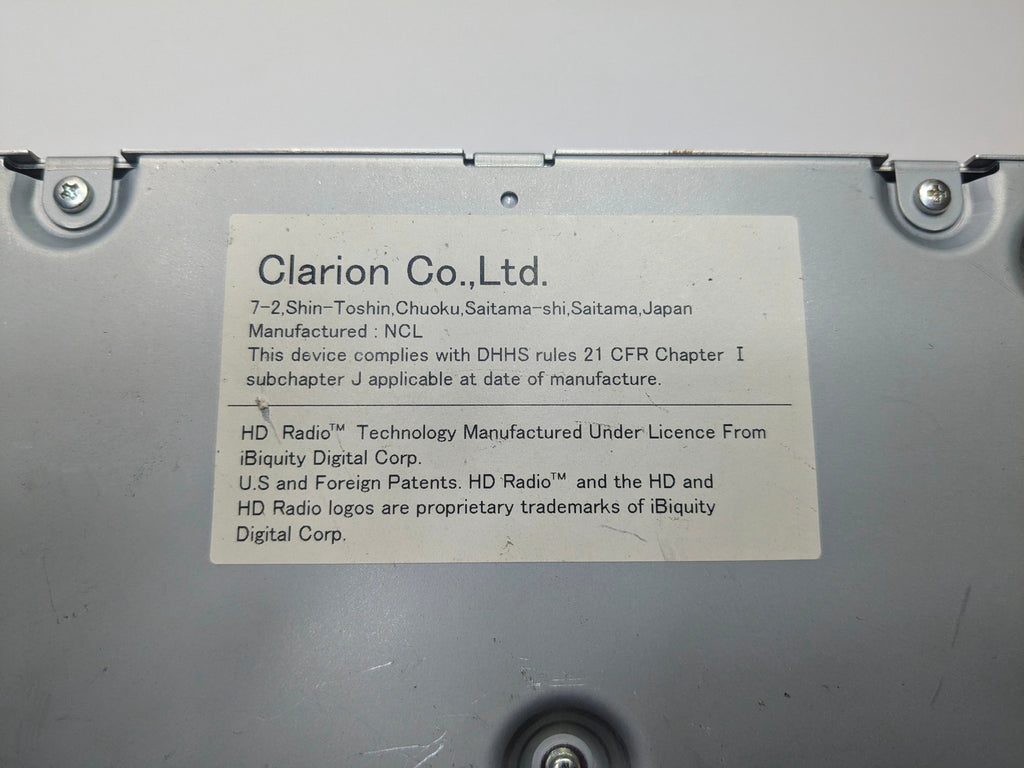 Clarion Co.,Ltd.
7-2,Shin-Toshin,Chuoku,Saitama-shi,Saitama,Japan
Manufactured : NCL
This device complies with DHHS rules 21 CFR Chapter I
subchapter J applicable at date of manufacture.
HD Radio™ Technology Manufactured Under Licence From
iBiquity Digital Corp.
U.S and Foreign Patents. HD Radio™ and the HD and
HD Radio logos are proprietary trademarks of iBiquity
Digital Corp.